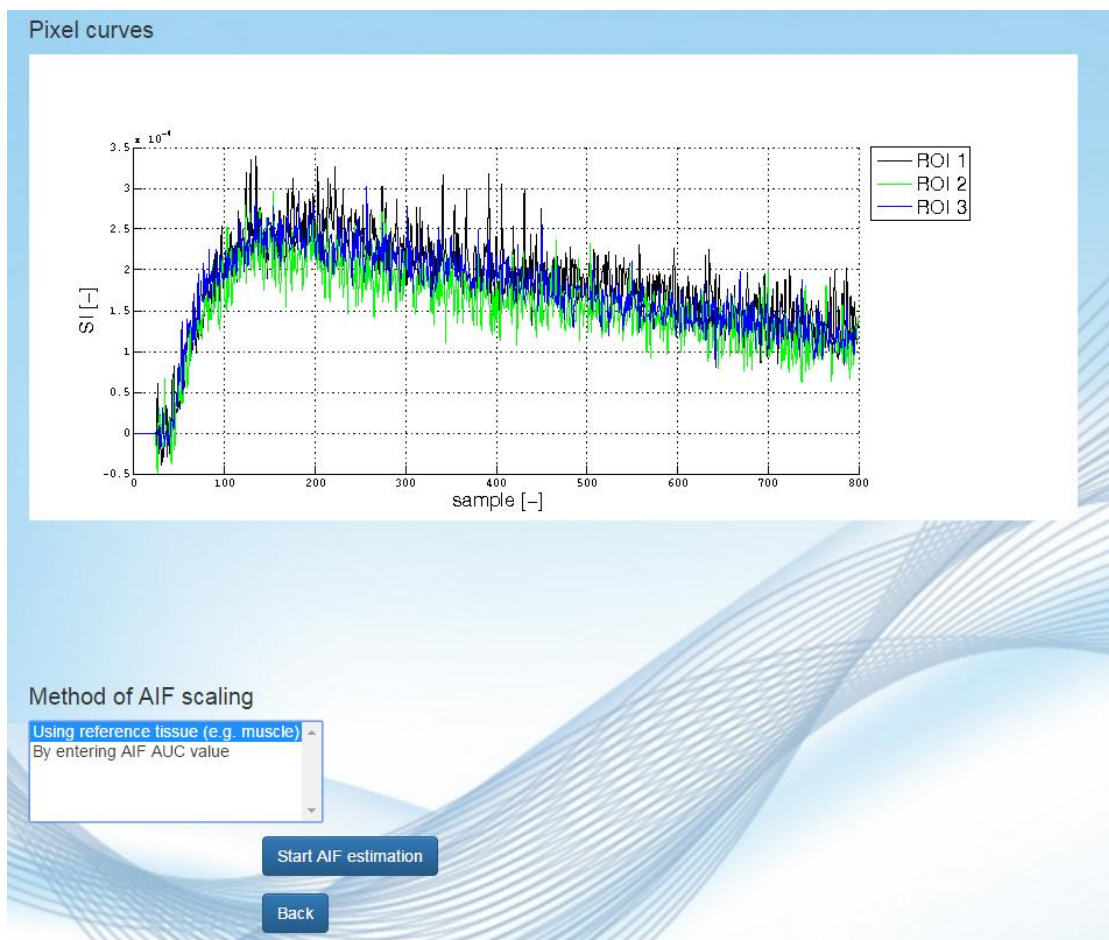 Pixel curves
x 10⁻⁴
3.5
3
2.5
2
1.5
1
0.5
0
-0.5
SI [-]
0 100 200 300 400 500 600 700 800
sample [-]
ROI 1
ROI 2
ROI 3
Method of AIF scaling
Using reference tissue (e.g. muscle)
By entering AIF AUC value
Start AIF estimation
Back